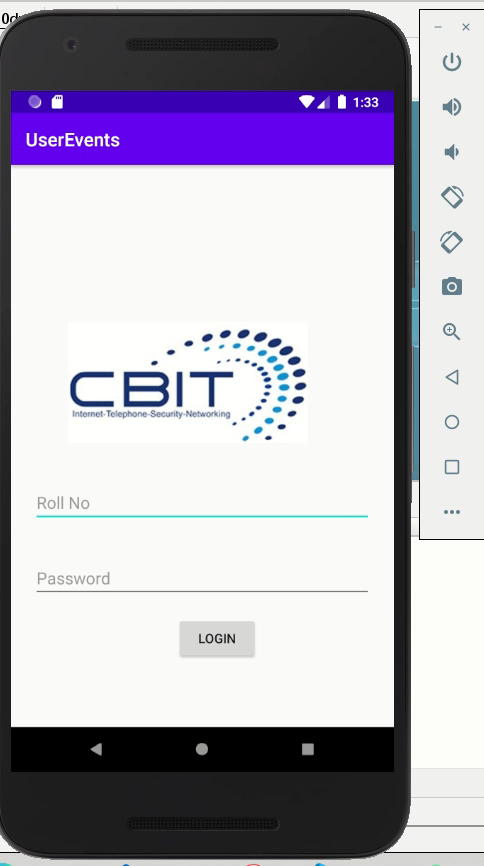 1:33
UserEvents
CBIT
Internet-Telephone-Security-Networking
Roll No
Password
LOGIN